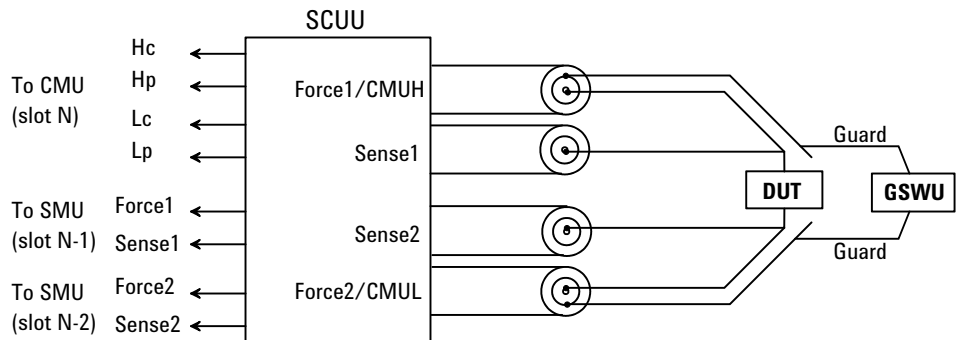 SCUU
Hc
Hp
To CMU
(slot N)
Lc
Lp
Force1/CMUH
Sense1
Guard
DUT
GSWU
To SMU
(slot N-1)
Force1
Sense1
Sense2
Guard
To SMU
(slot N-2)
Force2
Sense2
Force2/CMUL